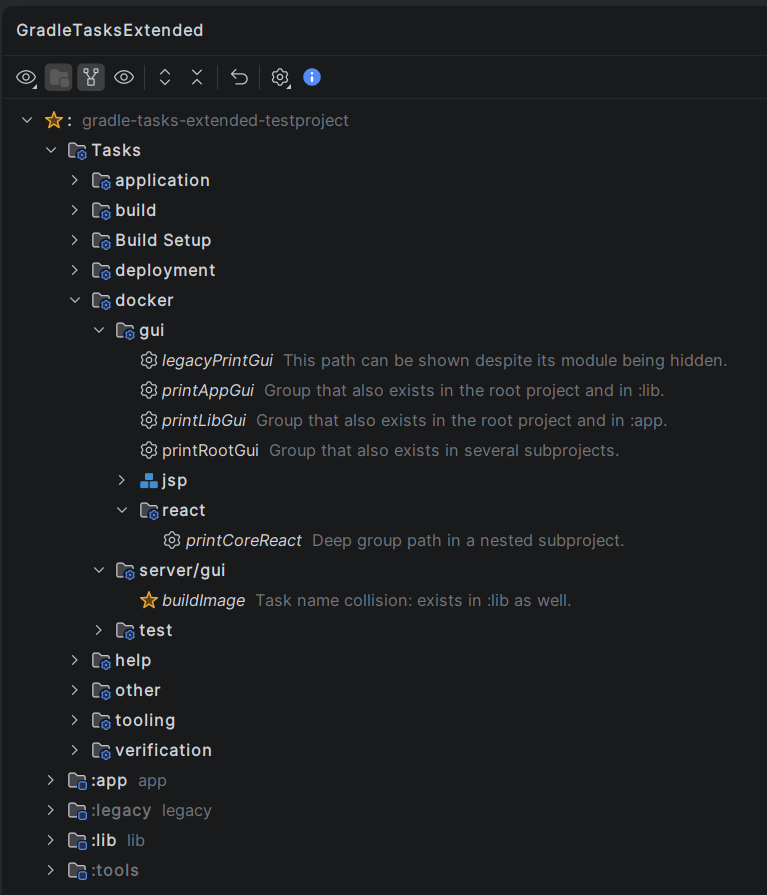 GradleTasksExtended
: gradle-tasks-extended-testproject
Tasks
application
build
Build Setup
deployment
docker
gui
legacyPrintGui This path can be shown despite its module being hidden.
printAppGui Group that also exists in the root project and in :lib.
printLibGui Group that also exists in the root project and in :app.
printRootGui Group that also exists in several subprojects.
jsp
react
printCoreReact Deep group path in a nested subproject.
server/gui
buildImage Task name collision: exists in :lib as well.
test
help
other
tooling
verification
:app app
:legacy legacy
:lib lib
:tools